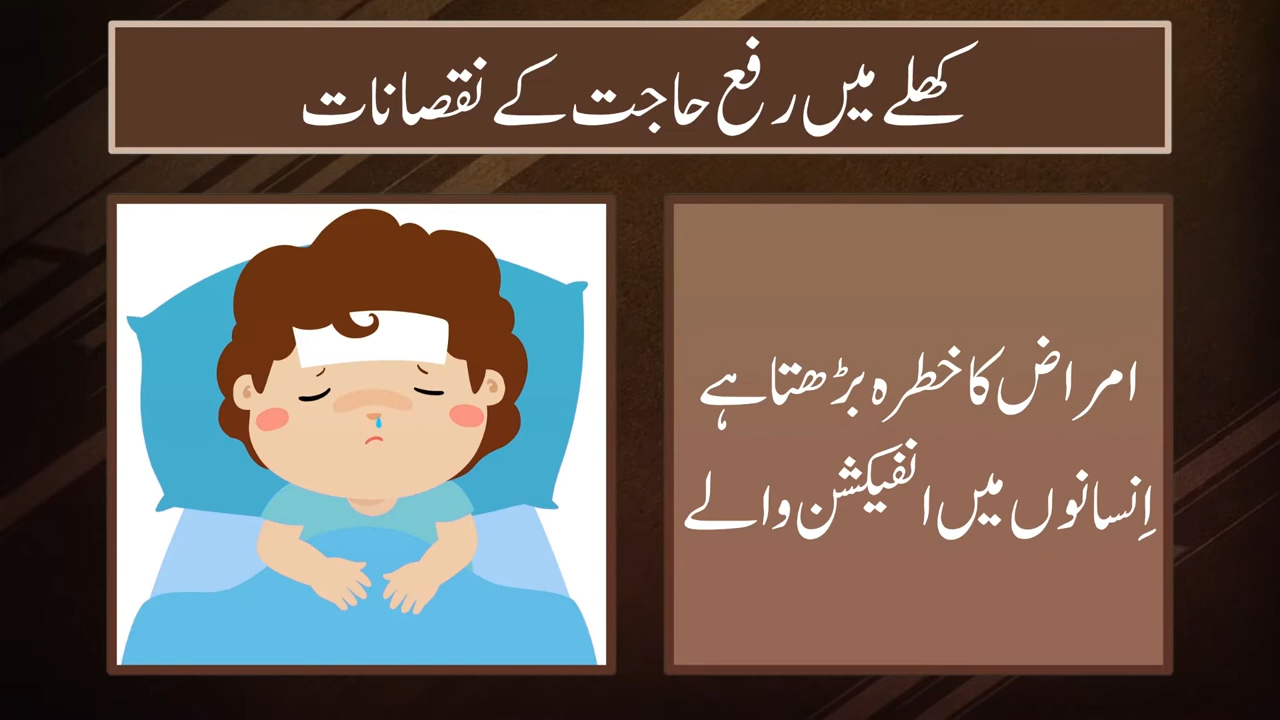 کھلے میں رفع حاجت کے نقصانات
امراض کا خطرہ بڑھتا ہے
اِنسانوں میں انفیکشن والے